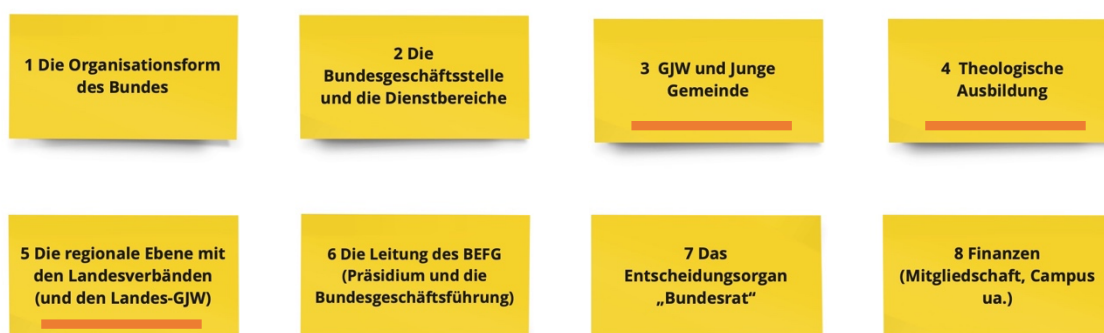 1 Die Organisationsform
des Bundes
2 Die
Bundesgeschäftsstelle
und die Dienstbereiche
3 GJW und Junge
Gemeinde
4 Theologische
Ausbildung
5 Die regionale Ebene mit
den Landesverbänden
(und den Landes-GJW)
6 Die Leitung des BEFG
(Präsidium und die
Bundesgeschäftsführung)
7 Das
Entscheidungsorgan
„Bundesrat“
8 Finanzen
(Mitgliedschaft, Campus
ua.)